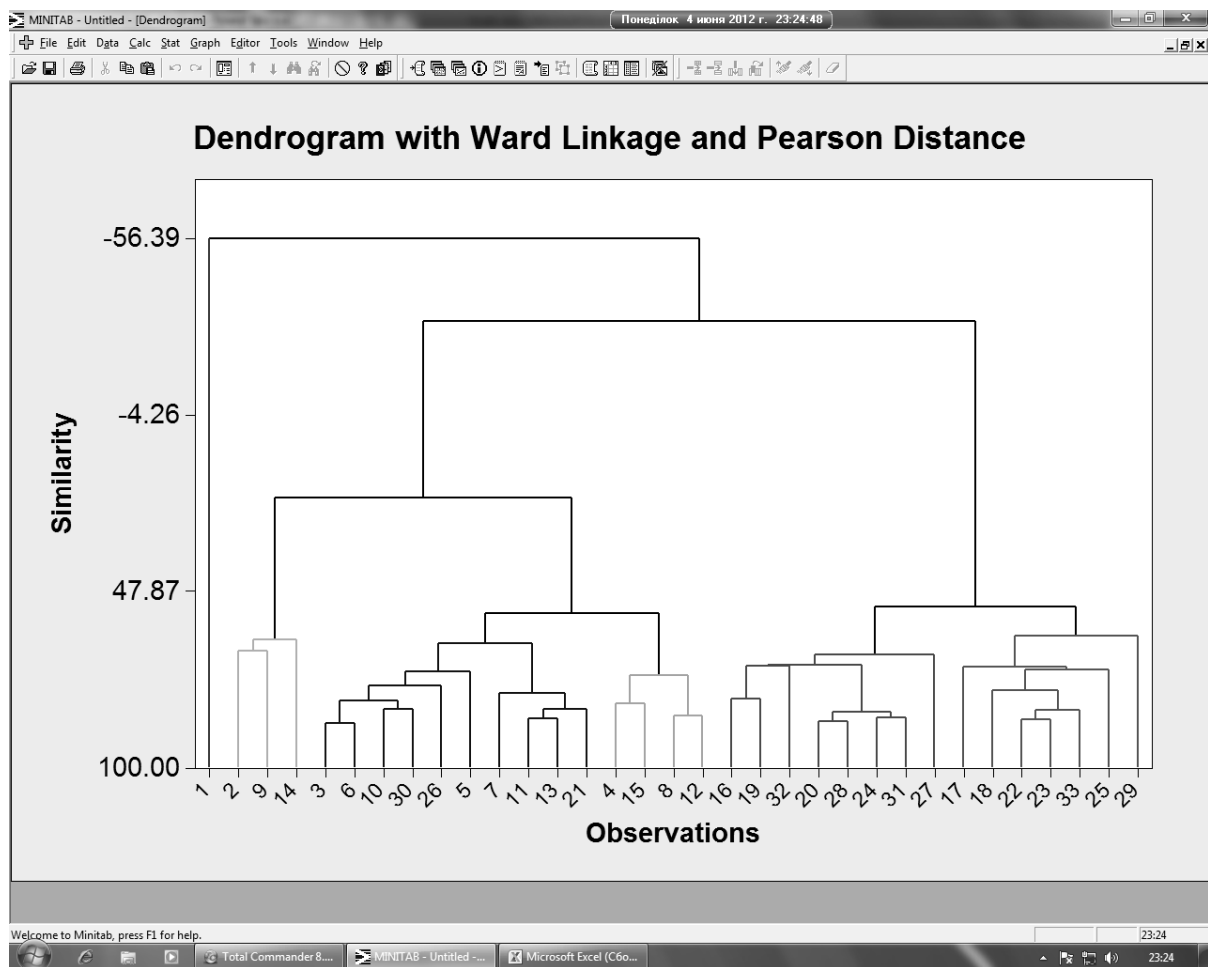 MINITAB - Untitled - [Dendrogram]
Понеділок 4 июня 2012 г. 23:24:48
File Edit Data Calc Stat Graph Editor Tools Window Help
Dendrogram with Ward Linkage and Pearson Distance
-56.39
-4.26
47.87
100.00
Similarity
1 2 9 14 3 6 10 30 26 5 7 11 13 21 4 15 8 12 16 19 32 20 28 24 31 27 17 18 22 23 33 25 29
Observations
Welcome to Minitab, press F1 for help.
23:24
Total Commander 8....
MINITAB - Untitled -...
Microsoft Excel (Сбо...
23:24